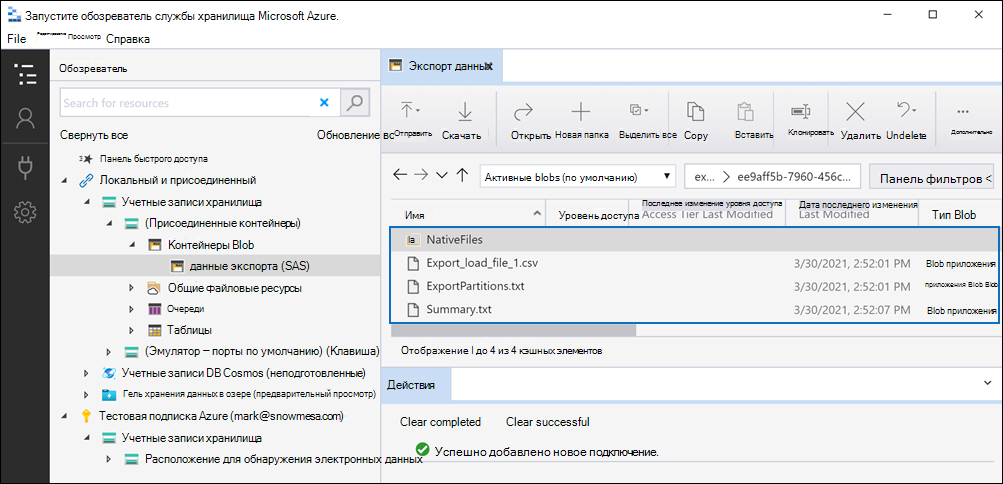 Запустите обозреватель службы хранилища Microsoft Azure.
File Редактирование Просмотр Справка
Обозреватель
Search for resources
Свернуть все Обновление вс
Панель быстрого доступа
Локальный и присоединенный
Учетные записи хранилища
(Присоединенные контейнеры)
Контейнеры Blob
данные экспорта (SAS)
Общие файловые ресурсы
Очереди
Таблицы
(Эмулятор – порты по умолчанию) (Клавиша)
Учетные записи DB Cosmos (неподготовленные)
Гель хранения данных в озере (предварительный просмотр)
Тестовая подписка Azure (mark@snowmesa.com)
Учетные записи хранилища
Расположение для обнаружения электронных данных
Экспорт данных
Отправить Скачать Открыть Новая папка Выделить все Copy Вставить Клонировать Удалить Undelete Дополнительно
Активные blobs (по умолчанию) ex... ee9aff5b-7960-456c... Панель фильтров <
Последнее изменение уровня доступа Дата последнего изменения
Имя Уровень доступа Access Tier Last Modified Last Modified Тип Blob
NativeFiles
Export_load_file_1.csv 3/30/2021, 2:52:01 PM Blob приложения
ExportPartitions.txt 3/30/2021, 2:52:01 PM приложения Blob Blob
Summary.txt 3/30/2021, 2:52:07 PM Blob приложения
Отображение | до 4 из 4 кэшных элементов
Действия
Clear completed Clear successful
Успешно добавлено новое подключение.